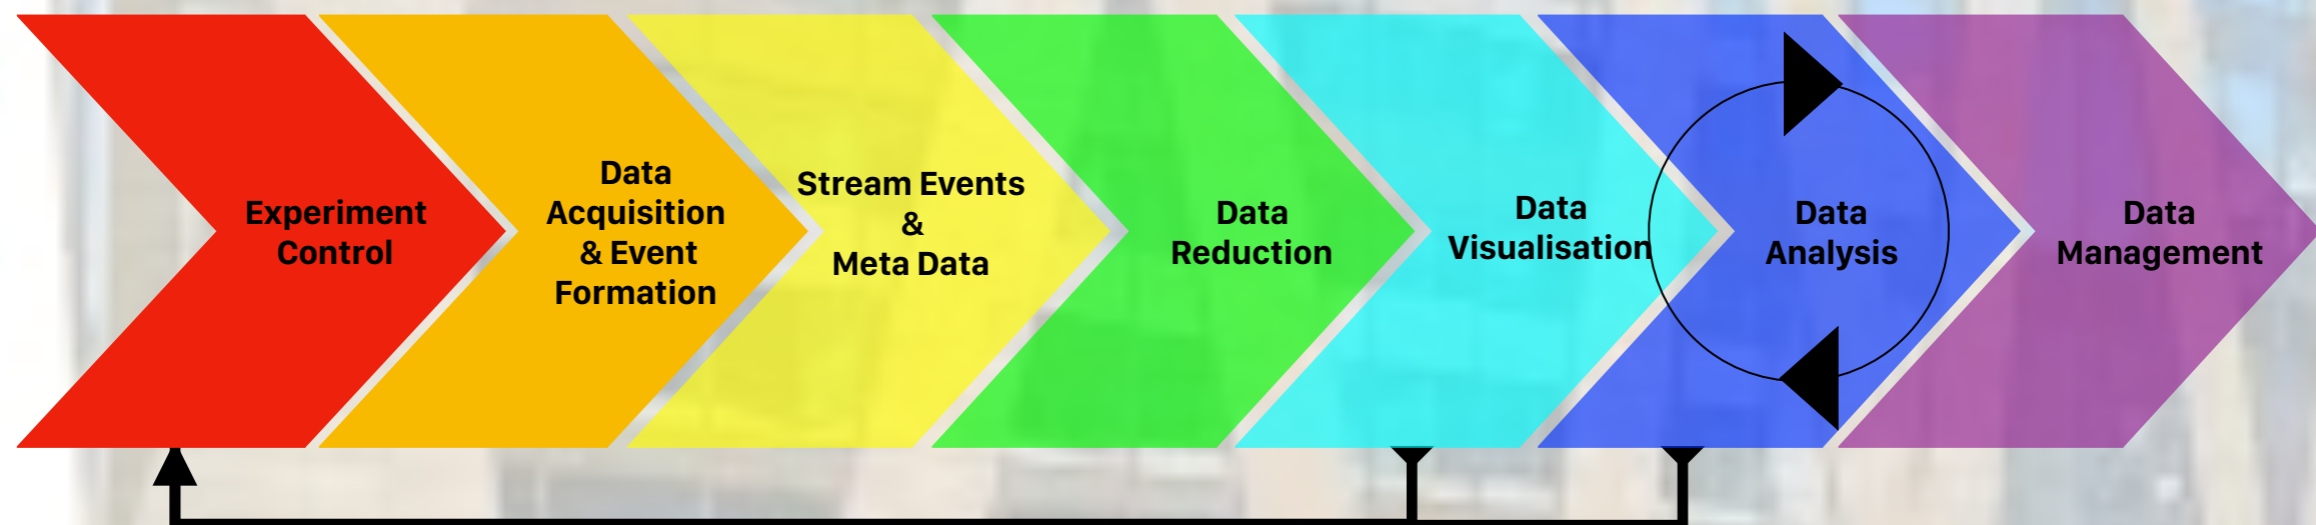 Experiment
Control
Data
Acquisition
& Event
Formation
Stream Events
&
Meta Data
Data
Reduction
Data
Visualisation
Data
Analysis
Data
Management